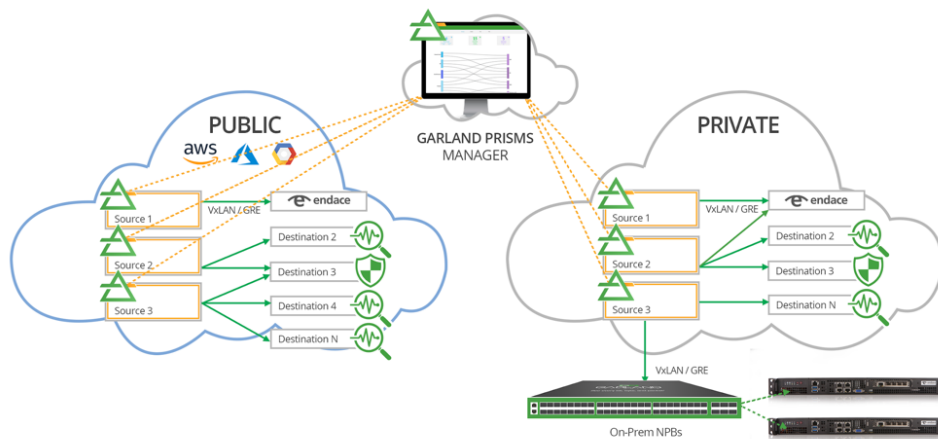 GARLAND PRISMS
MANAGER
PUBLIC
aws
Source 1
VxLAN / GRE
endace
Source 2
Destination 2
Destination 3
Source 3
Destination 4
Destination N
PRIVATE
Source 1
VxLAN / GRE
endace
Source 2
Destination 2
Destination 3
Source 3
Destination N
VxLAN / GRE
On-Prem NPBs